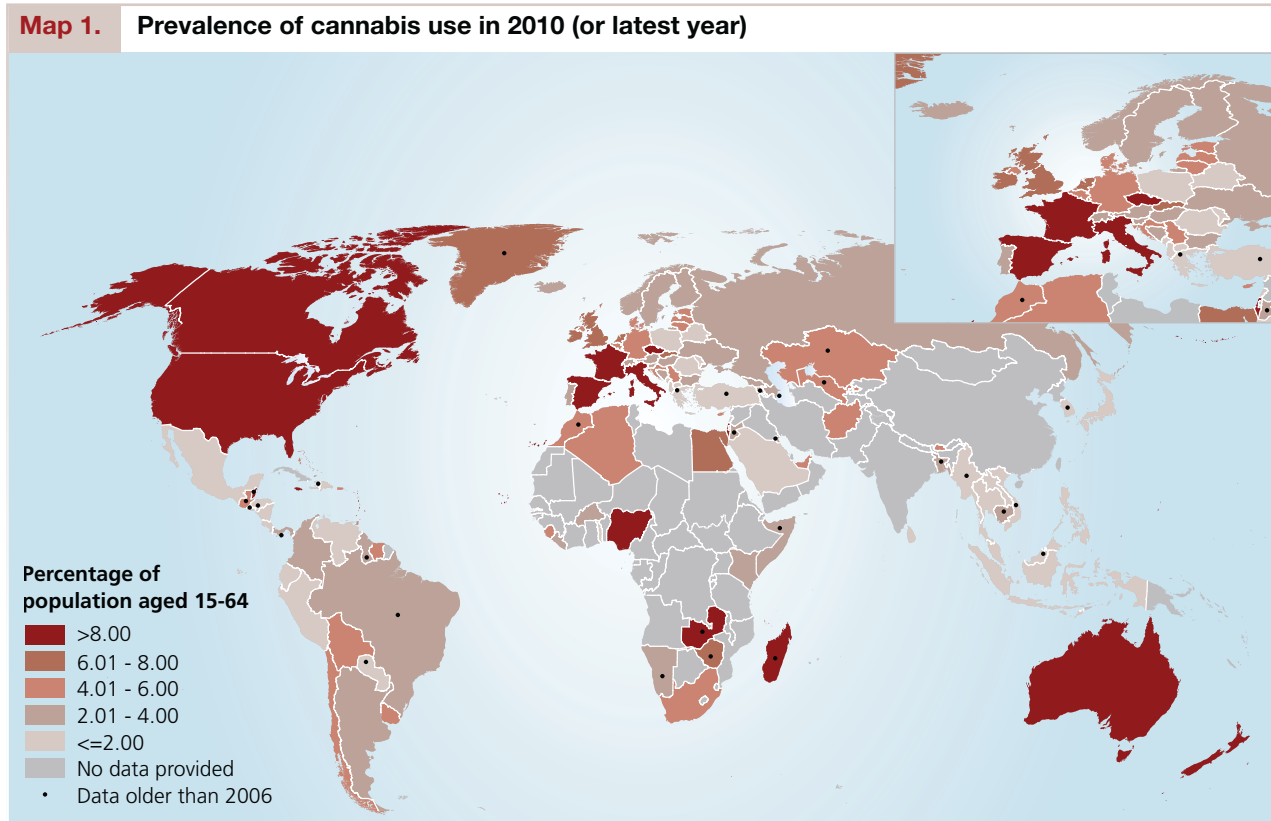 Map 1. Prevalence of cannabis use in 2010 (or latest year)
Percentage of
population aged 15-64
>8.00
6.01 - 8.00
4.01 - 6.00
2.01 - 4.00
<=2.00
No data provided
Data older than 2006